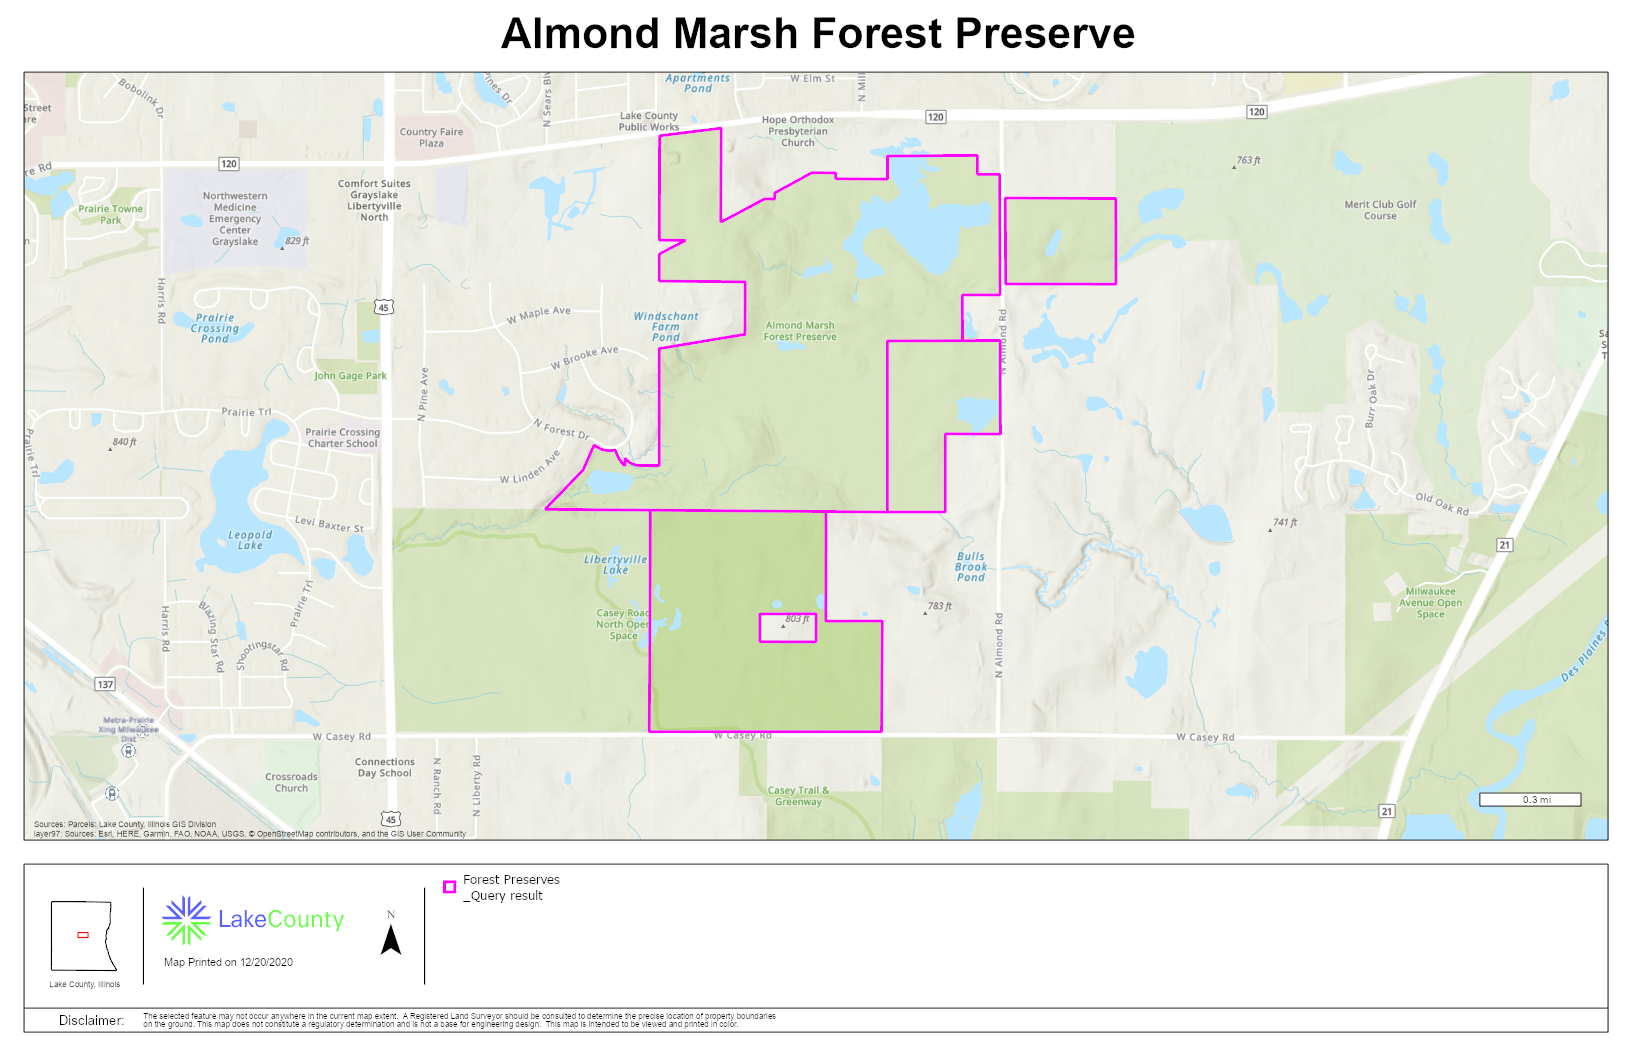 Almond Marsh Forest Preserve
Bobolink Dr
Pines Dr
N Sears Blv
Apartments
Pond
W Elm St
N Mill
Street
Lake County
Public Works
Hope Orthodox
Presbyterian
Church
120
120
Country Faire
Plaza
re Rd
120
763 ft
Comfort Suites
Grayslake
Libertyville
North
Northwestern
Medicine
Emergency
Center
Grayslake
Prairie Towne
Park
829 ft
Merit Club Golf
Course
Harris Rd
45
Prairie
Crossing
Pond
W Maple Ave
Windschant
Farm
Pond
Almond Marsh
Forest Preserve
N Almond Rd
W Brooke Ave
John Gage Park
N Pine Ave
Burr Oak Dr
Prairie Trl
N Forest Dr
Prairie Trl
840 ft
Prairie Crossing
Charter School
W Linden Ave
Old Oak Rd
Levi Baxter St
Leopold
Lake
741 ft
21
Libertyville
Lake
Bulls
Brook
Pond
Milwaukee
Avenue Open
Space
Prairie Trl
Harris Rd
Blazing Star Rd
Shootingstar Rd
Casey Road
North Open
Space
803 ft
783 ft
N Almond Rd
Des Plaines R
137
Metra-Prairie
Xing Milwaukee
Dist
W Casey Rd
W Casey Rd
W Casey Rd
Connections
Day School
N Ranch Rd
N Liberty Rd
Crossroads
Church
Casey Trail &
Greenway
0.3 mi
45
21
Sources: Parcels: Lake County, Illinois GIS Division
layer97: Sources: Esri, HERE, Garmin, FAO, NOAA, USGS, © OpenStreetMap contributors, and the GIS User Community
Forest Preserves
_Query result
LakeCounty
N
Map Printed on 12/20/2020
Lake County, Illinois
Disclaimer:
The selected feature may not occur anywhere in the current map extent. A Registered Land Surveyor should be consulted to determine the precise location of property boundaries
on the ground. This map does not constitute a regulatory determination and is not a base for engineering design. This map is intended to be viewed and printed in color.